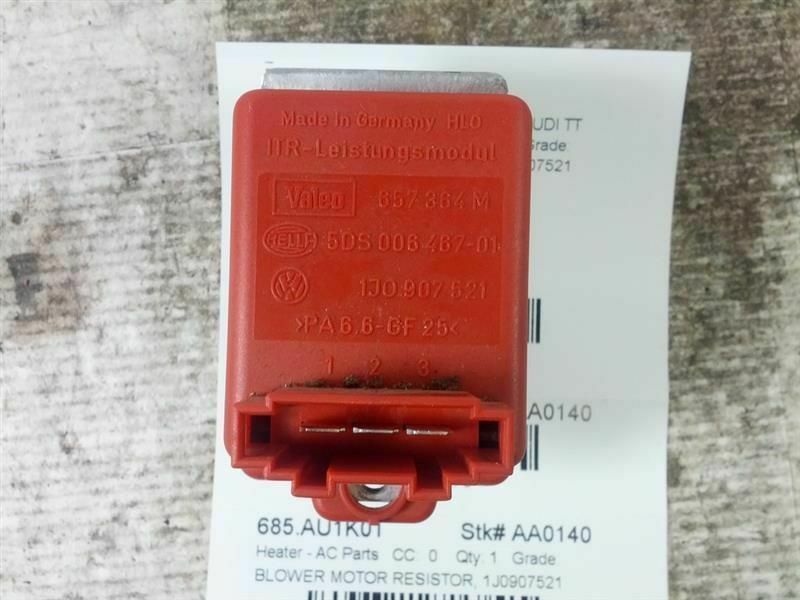 Made in Germany HLO
ITR-Leistungsmodul
Valeo 657 364 M
HELLA 5DS 006 467-01
VW 1J0 907 521
>PA 6,6-GF 25<
1 2 3
UDI TT
Grade:
0907521
AA0140
685.AU1K01 Stk# AA0140
Heater - AC Parts CC: 0 Qty: 1 Grade
BLOWER MOTOR RESISTOR, 1J0907521